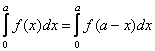 ∫₀ᵃ f(x)dx = ∫₀ᵃ f(a − x)dx